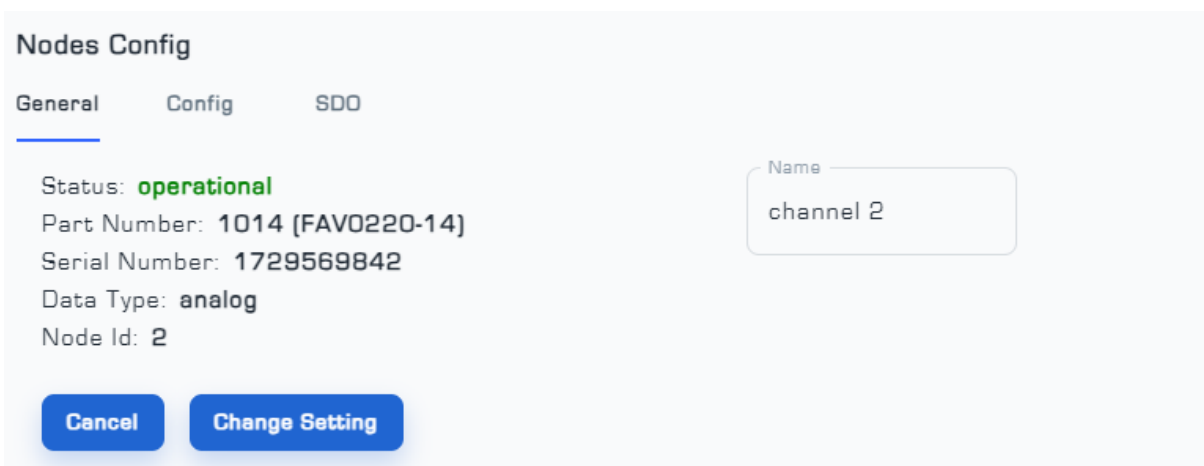 Nodes Config
General Config SDO
Status: operational
Name
Part Number: 1014 (FAV0220-14)
channel 2
Serial Number: 1729569842
Data Type: analog
Node Id: 2
Cancel Change Setting